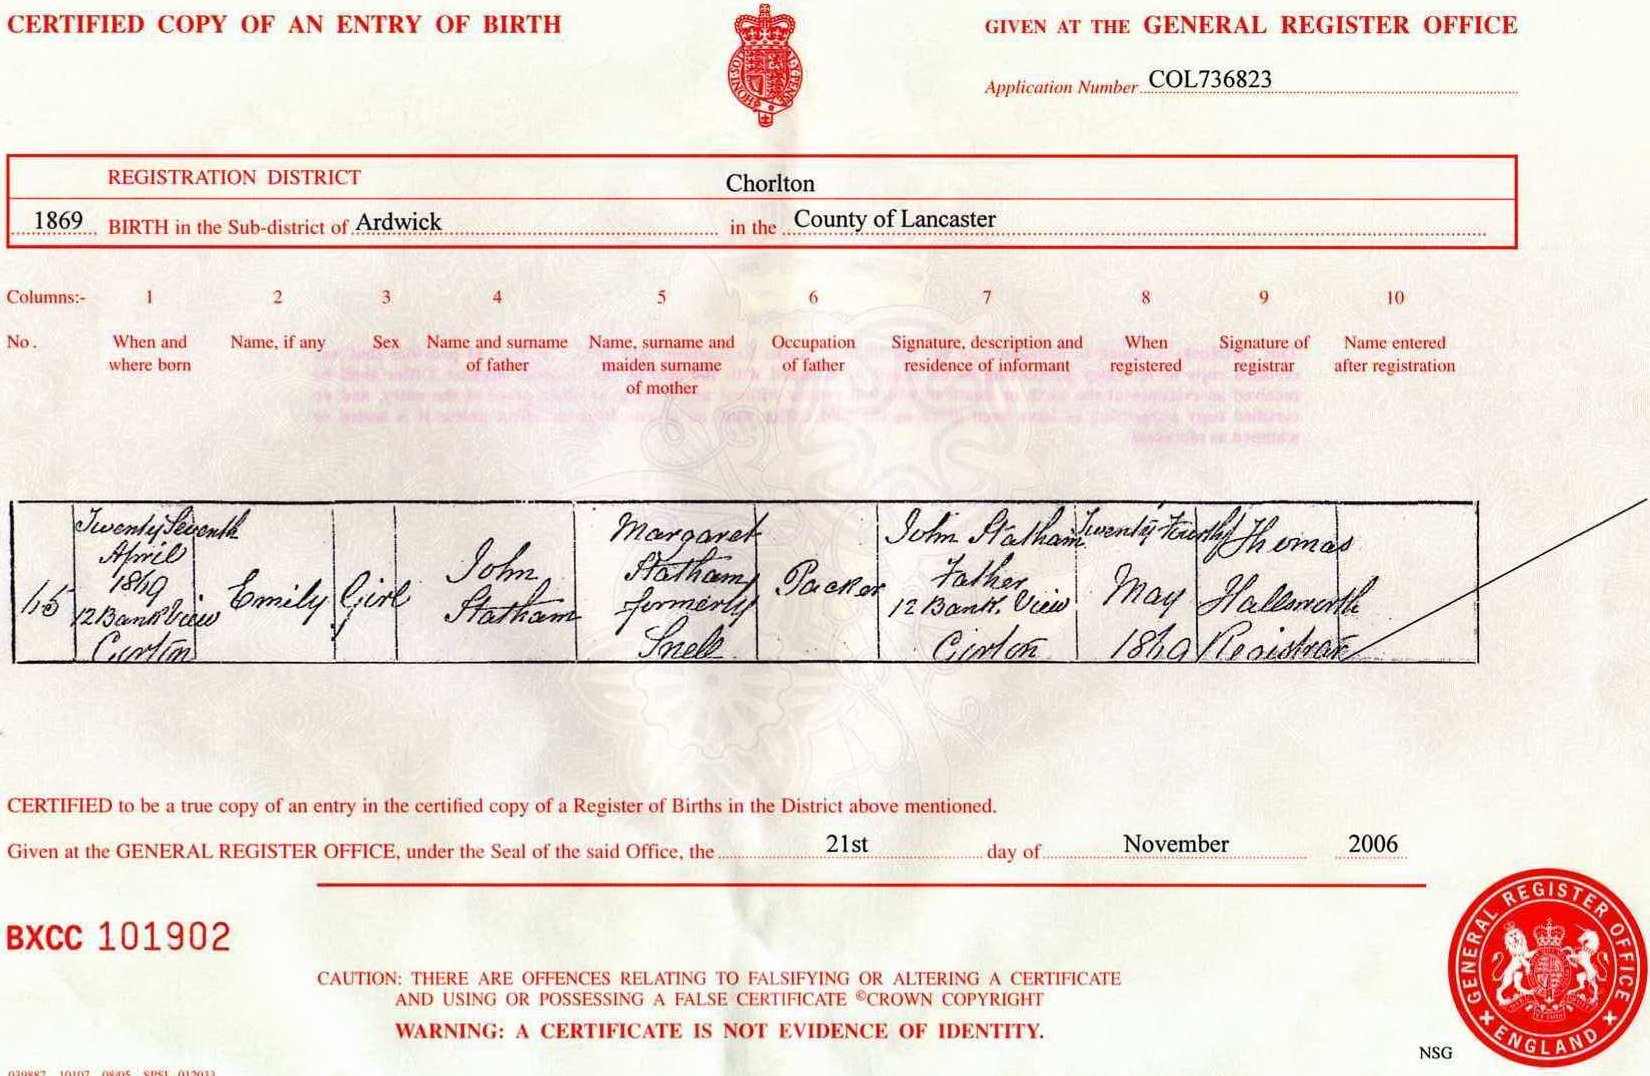 CERTIFIED COPY OF AN ENTRY OF BIRTH
GIVEN AT THE GENERAL REGISTER OFFICE
Application Number COL736823
REGISTRATION DISTRICT Chorlton
1869 BIRTH in the Sub-district of Ardwick in the County of Lancaster
Columns:- 1 2 3 4 5 6 7 8 9 10
No. When and where born
Name, if any
Sex
Name and surname of father
Name, surname and maiden surname of mother
Occupation of father
Signature, description and residence of informant
When registered
Signature of registrar
Name entered after registration
Twenty Seventh
April
1869
12 Bank View
Emily
Girl
John
Statham
Margaret
Statham
formerly
Snell
Packer
John Statham
Father
12 Bank View
Gorton
Twenty Fourth
May
1869
Thomas
Hallsworth
Registrar
CERTIFIED to be a true copy of an entry in the certified copy of a Register of Births in the District above mentioned.
Given at the GENERAL REGISTER OFFICE, under the Seal of the said Office, the 21st day of November 2006
BXCC 101902
CAUTION: THERE ARE OFFENCES RELATING TO FALSIFYING OR ALTERING A CERTIFICATE
AND USING OR POSSESSING A FALSE CERTIFICATE ©CROWN COPYRIGHT
WARNING: A CERTIFICATE IS NOT EVIDENCE OF IDENTITY.
GENERAL REGISTER OFFICE
ENGLAND
NSG